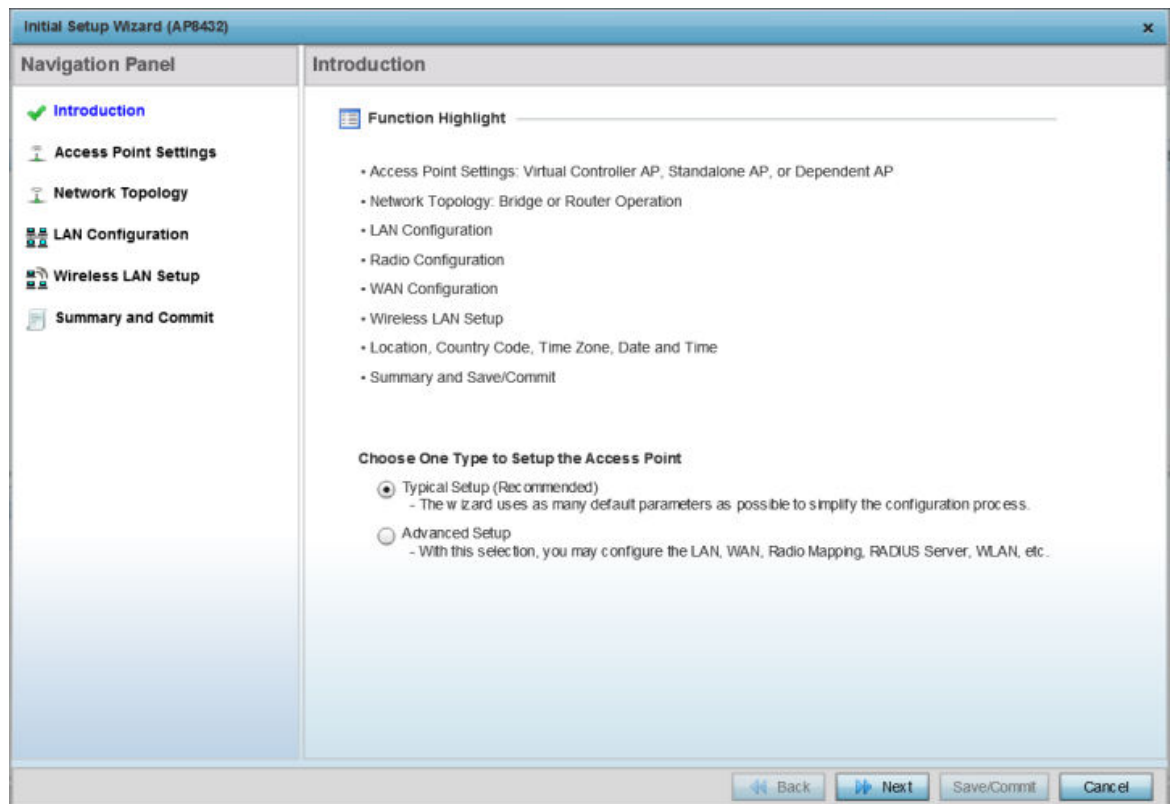 Initial Setup Wizard (AP8432)
Navigation Panel
Introduction
Access Point Settings
Network Topology
LAN Configuration
Wireless LAN Setup
Summary and Commit
Introduction
Function Highlight
• Access Point Settings: Virtual Controller AP, Standalone AP, or Dependent AP
• Network Topology: Bridge or Router Operation
• LAN Configuration
• Radio Configuration
• WAN Configuration
• Wireless LAN Setup
• Location, Country Code, Time Zone, Date and Time
• Summary and Save/Commit
Choose One Type to Setup the Access Point
Typical Setup (Recommended)
- The wizard uses as many default parameters as possible to simplify the configuration process.
Advanced Setup
- With this selection, you may configure the LAN, WAN, Radio Mapping, RADIUS Server, WLAN, etc.
Back
Next
Save/Commit
Cancel